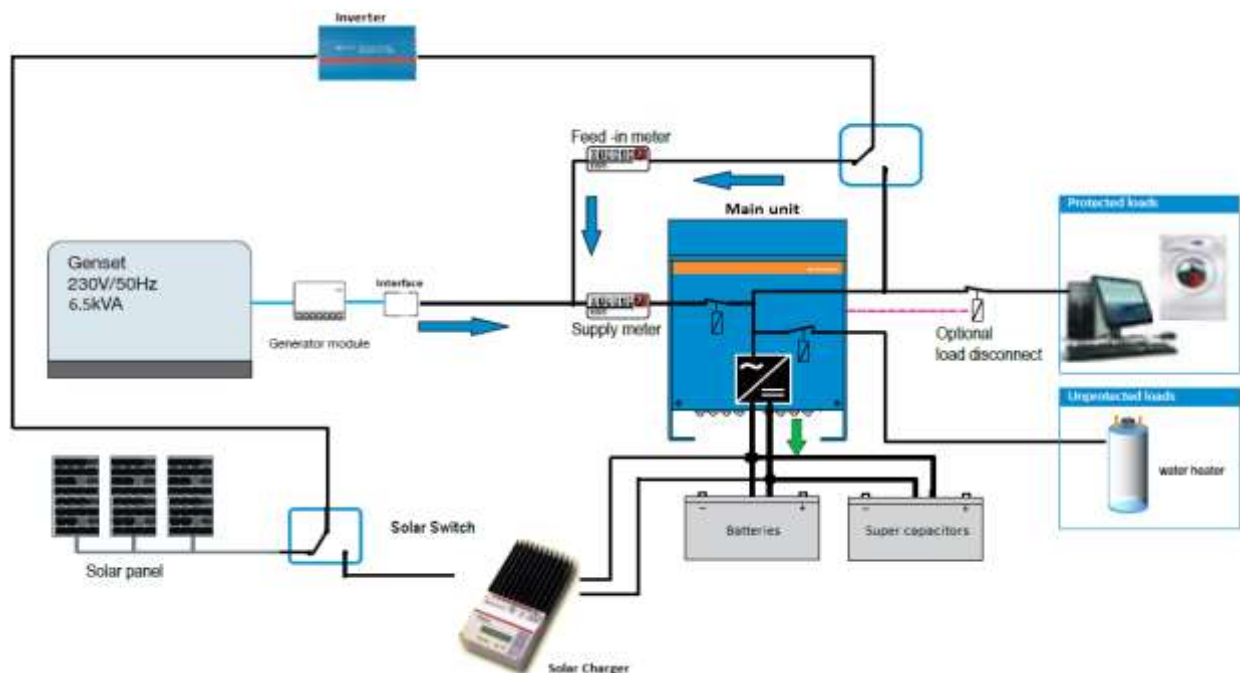 Inverter
Feed -in meter
Main unit
Protected loads
Genset
230V/50Hz
6.5kVA
Interface
Generator module
Supply meter
Optional
load disconnect
Unprotected loads
water heater
Solar Switch
Batteries
Super capacitors
Solar panel
Solar Charger